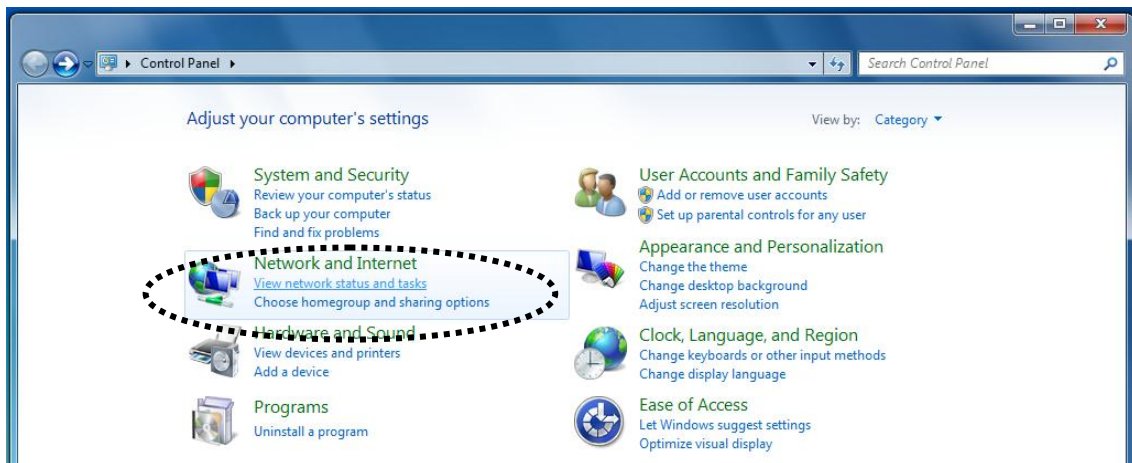 Control Panel
Search Control Panel
Adjust your computer's settings
View by: Category
System and Security
Review your computer's status
Back up your computer
Find and fix problems
Network and Internet
View network status and tasks
Choose homegroup and sharing options
Hardware and Sound
View devices and printers
Add a device
Programs
Uninstall a program
User Accounts and Family Safety
Add or remove user accounts
Set up parental controls for any user
Appearance and Personalization
Change the theme
Change desktop background
Adjust screen resolution
Clock, Language, and Region
Change keyboards or other input methods
Change display language
Ease of Access
Let Windows suggest settings
Optimize visual display